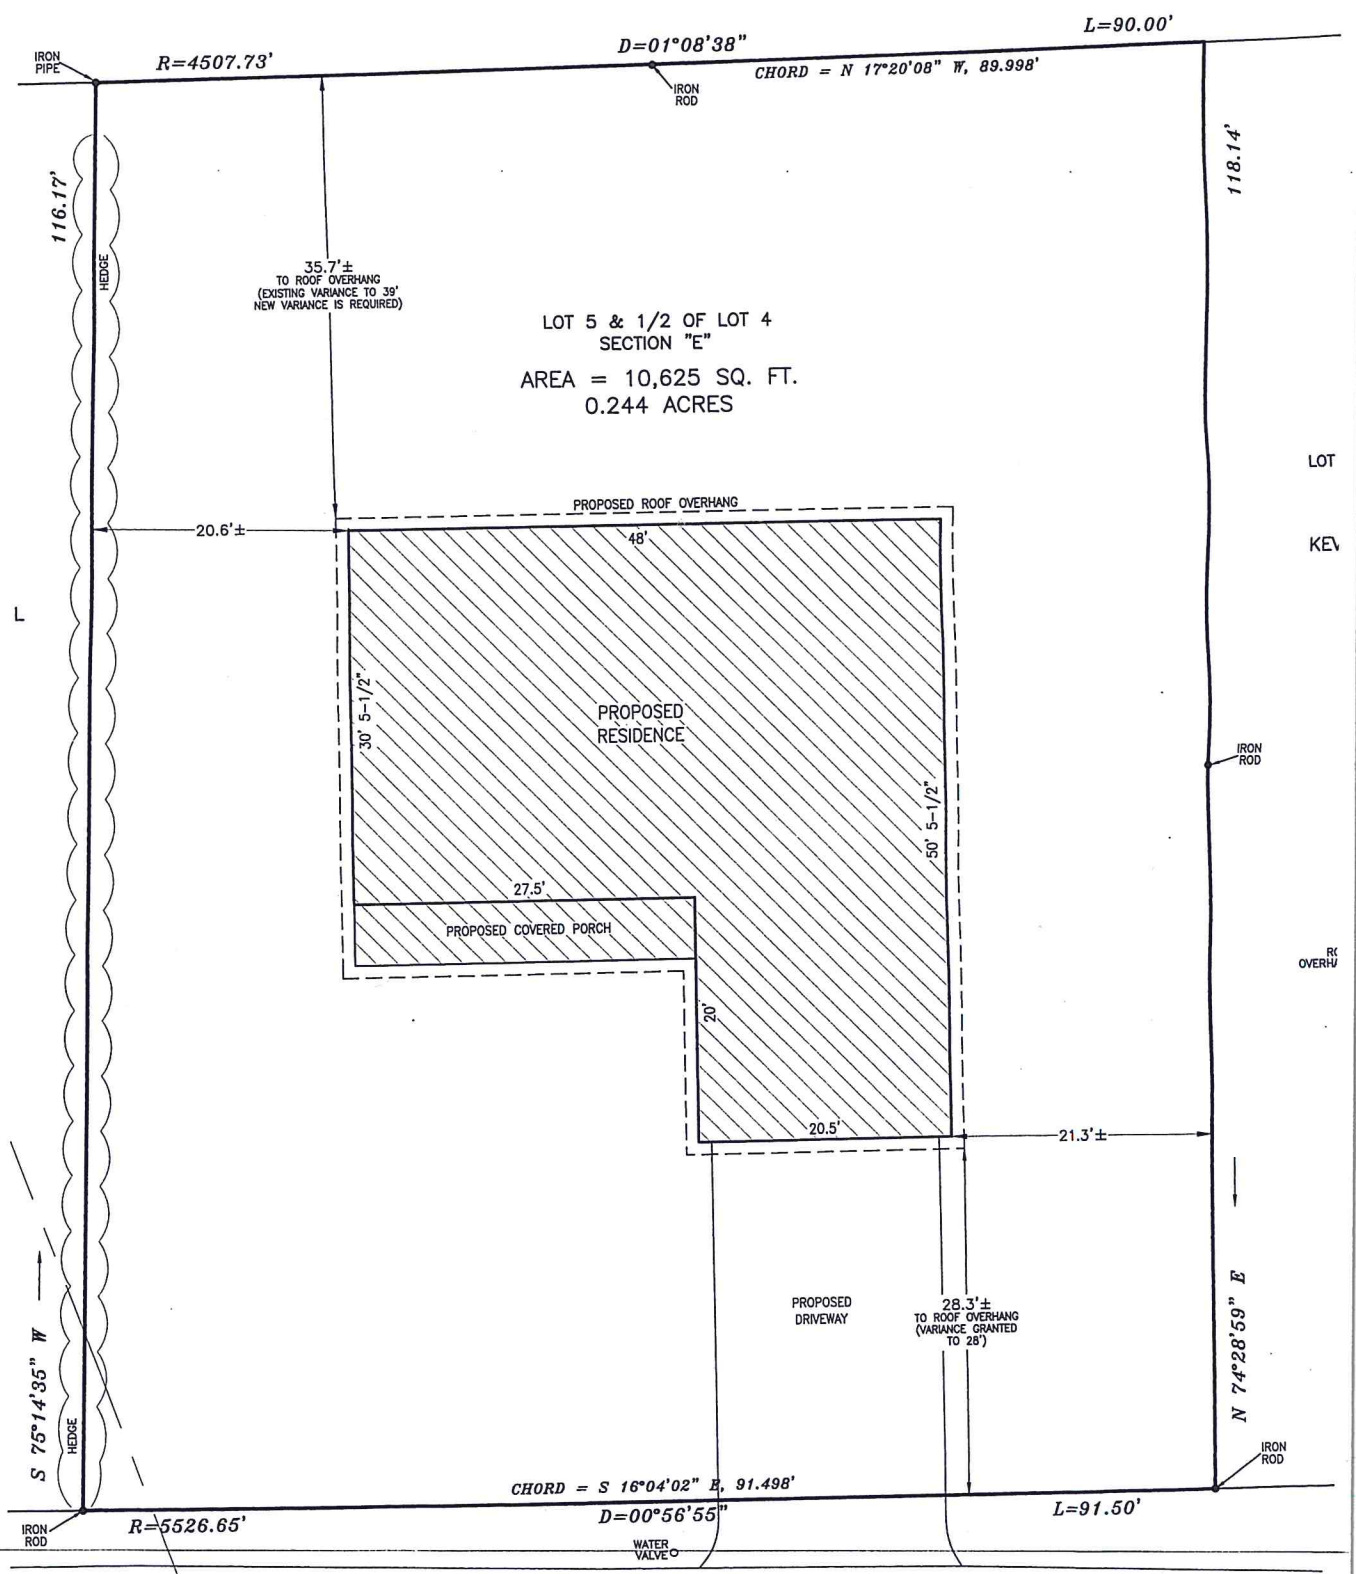 IRON
PIPE
R=4507.73'
D=01°08'38"
L=90.00'
CHORD = N 17°20'08" W, 89.998'
IRON
ROD
116.17'
118.14'
HEDGE
35.7'±
TO ROOF OVERHANG
(EXISTING VARIANCE TO 39'
NEW VARIANCE IS REQUIRED)
LOT 5 & 1/2 OF LOT 4
SECTION "E"
AREA = 10,625 SQ. FT.
0.244 ACRES
LOT
PROPOSED ROOF OVERHANG
20.6'±
48'
L
30' 5-1/2"
PROPOSED
RESIDENCE
IRON
ROD
50' 5-1/2"
27.5'
PROPOSED COVERED PORCH
20'
20.5'
21.3'±
PROPOSED
DRIVEWAY
28.3'±
TO ROOF OVERHANG
(VARIANCE GRANTED
TO 28')
S 75°14'35" W
N 74°28'59" E
HEDGE
IRON
ROD
CHORD = S 16°04'02" E, 91.498'
IRON
ROD
R=5526.65'
D=00°56'55"
L=91.50'
WATER
VALVE